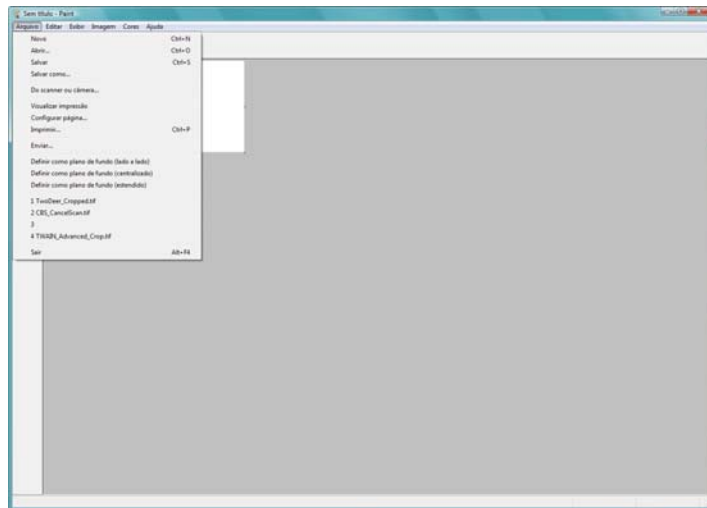 Sem título - Paint
Arquivo Editar Exibir Imagem Cores Ajuda
Novo Ctrl+N
Abrir... Ctrl+O
Salvar Ctrl+S
Salvar como...
Do scanner ou câmera...
Visualizar impressão
Configurar página...
Imprimir... Ctrl+P
Enviar...
Definir como plano de fundo (lado a lado)
Definir como plano de fundo (centralizado)
Definir como plano de fundo (estendido)
1 TwoDeer_Cropped.tif
2 CBS_CancelScan.tif
3
4 TWAIN_Advanced_Crop.tif
Sair Alt+F4